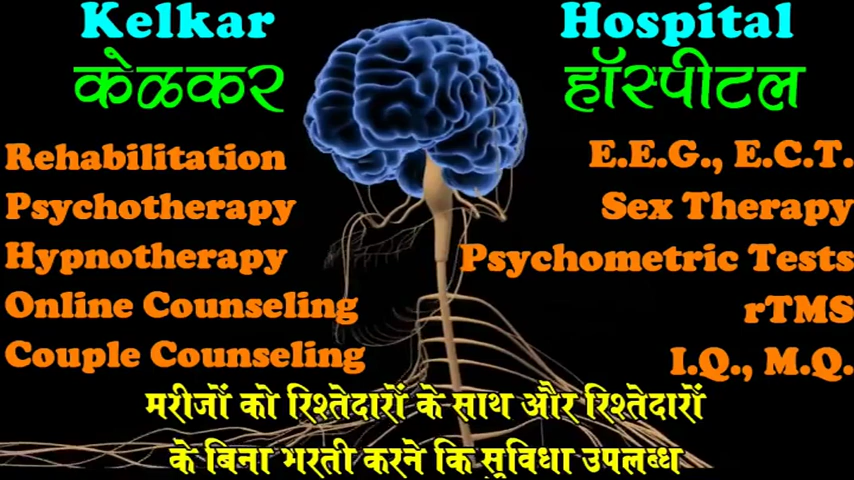 Kelkar Hospital
केळकर हॉस्पीटल
Rehabilitation
Psychotherapy
Hypnotherapy
Online Counseling
Couple Counseling
E.E.G., E.C.T.
Sex Therapy
Psychometric Tests
rTMS
I.Q., M.Q.
मरीजों को रिश्तेदारों के साथ और रिश्तेदारों
के बिना भरती करने कि सुविधा उपलब्ध